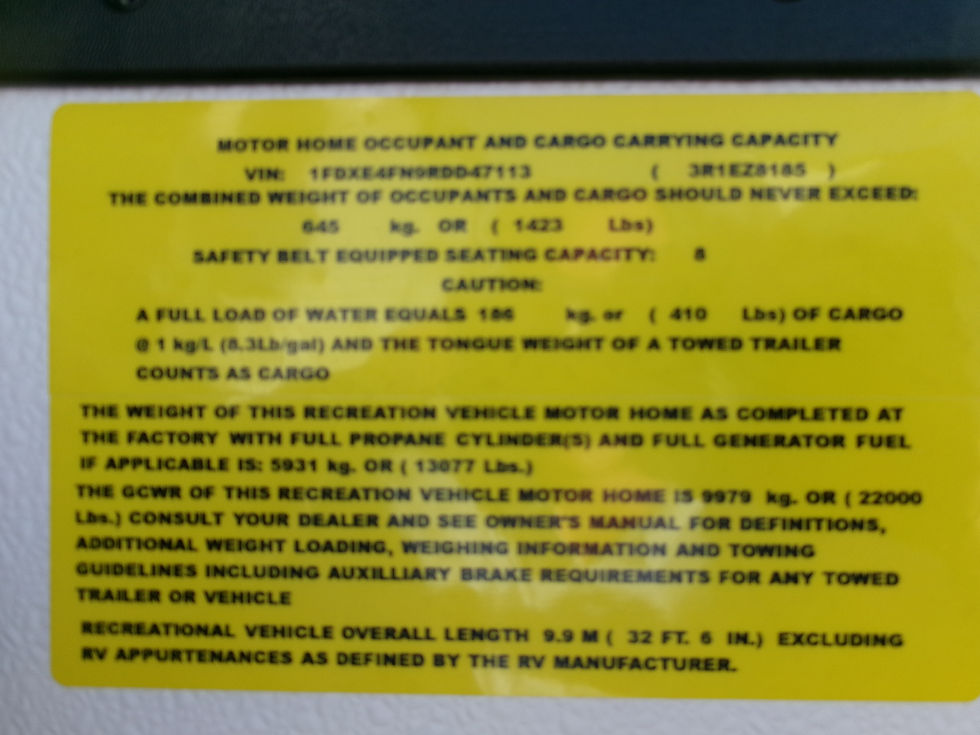 MOTOR HOME OCCUPANT AND CARGO CARRYING CAPACITY
VIN: 1FDXE4FN9RDD47113 ( 3R1EZ8185 )
THE COMBINED WEIGHT OF OCCUPANTS AND CARGO SHOULD NEVER EXCEED:
645 kg. OR ( 1423 Lbs)
SAFETY BELT EQUIPPED SEATING CAPACITY: 8
CAUTION:
A FULL LOAD OF WATER EQUALS 186 kg. or ( 410 Lbs) OF CARGO
@ 1 kg/L (8.3Lb/gal) AND THE TONGUE WEIGHT OF A TOWED TRAILER
COUNTS AS CARGO
THE WEIGHT OF THIS RECREATION VEHICLE MOTOR HOME AS COMPLETED AT
THE FACTORY WITH FULL PROPANE CYLINDER(S) AND FULL GENERATOR FUEL
IF APPLICABLE IS: 5931 kg. OR ( 13077 Lbs.)
THE GCWR OF THIS RECREATION VEHICLE MOTOR HOME IS 9979 kg. OR ( 22000
Lbs.) CONSULT YOUR DEALER AND SEE OWNER'S MANUAL FOR DEFINITIONS,
ADDITIONAL WEIGHT LOADING, WEIGHING INFORMATION AND TOWING
GUIDELINES INCLUDING AUXILLIARY BRAKE REQUIREMENTS FOR ANY TOWED
TRAILER OR VEHICLE
RECREATIONAL VEHICLE OVERALL LENGTH 9.9 M ( 32 FT. 6 IN.) EXCLUDING
RV APPURTENANCES AS DEFINED BY THE RV MANUFACTURER.